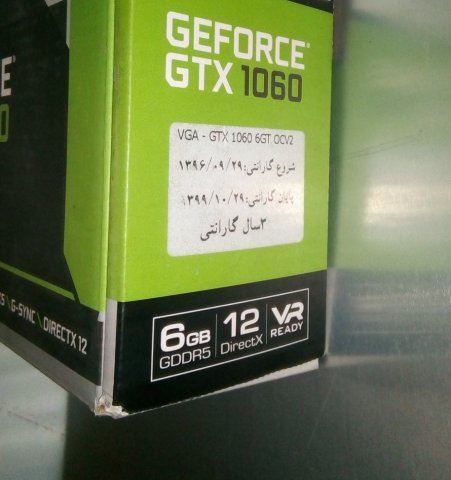 GEFORCE®
GTX 1060
VGA - GTX 1060 6GT OCV2
شروع گارانتی:۱۳۹۶/۰۹/۲۹
پایان گارانتی:۱۳۹۹/۱۰/۲۹
۳سال گارانتی
6GB
GDDR5
12
DirectX
VR
READY
\ G-SYNC \ DIRECTX 12